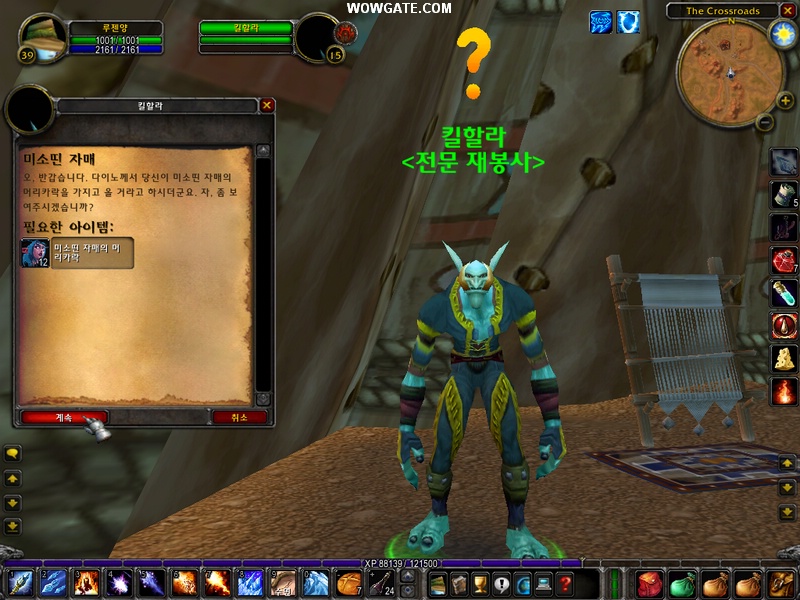 WOWGATE.COM
루젠양
1001 / 1001
2161 / 2161
39
킬할라
15
The Crossroads
N
킬할라
미소핀 자매
오, 반갑습니다. 다이노께서 당신이 미소핀 자매의
머리카락을 가지고 올 거라고 하시더군요. 자, 좀 보
여주시겠습니까?
필요한 아이템:
미소핀 자매의 머
리카락
12
계속
취소
?
킬할라
<전문 재봉사>
5
7
XP 88139 / 121500
7
24